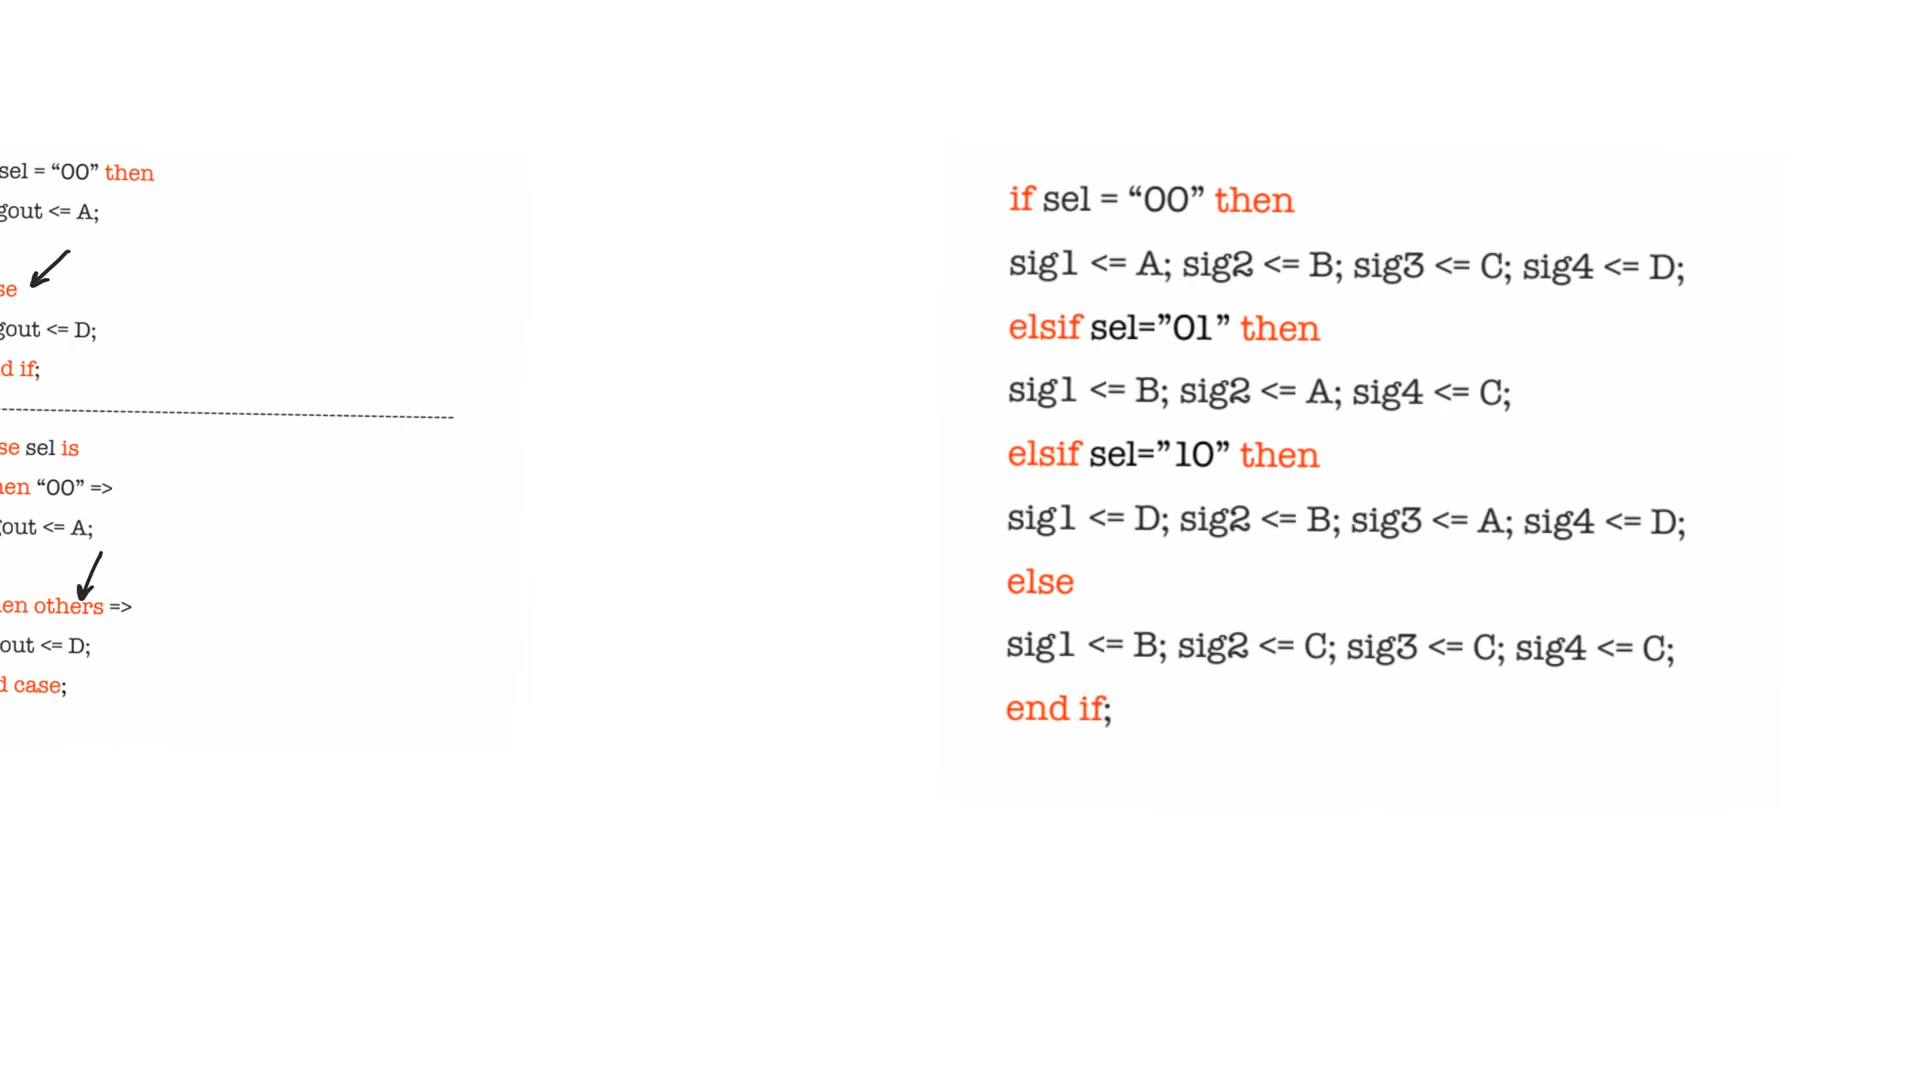 sel = “00” then
gout <= A;
se
gout <= D;
d if;
se sel is
en “00” =>
out <= A;
en others =>
out <= D;
d case;
if sel = “00” then
sig1 <= A; sig2 <= B; sig3 <= C; sig4 <= D;
elsif sel=”01” then
sig1 <= B; sig2 <= A; sig4 <= C;
elsif sel=”10” then
sig1 <= D; sig2 <= B; sig3 <= A; sig4 <= D;
else
sig1 <= B; sig2 <= C; sig3 <= C; sig4 <= C;
end if;